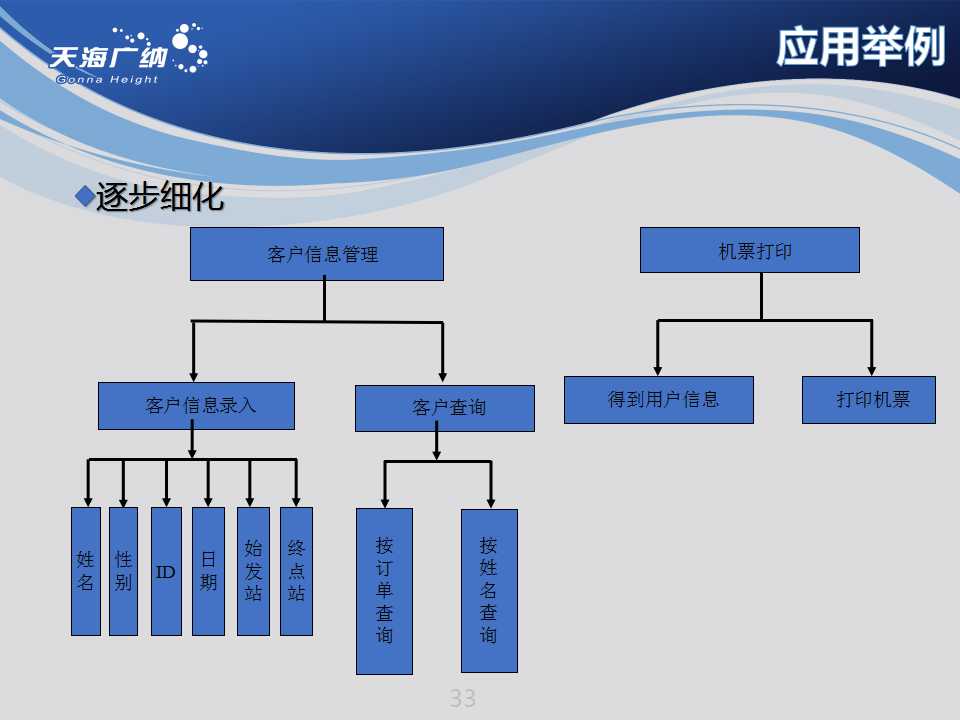 天海广纳
Gonna Height
应用举例
逐步细化
客户信息管理
机票打印
客户信息录入
客户查询
得到用户信息
打印机票
姓名
性别
ID
日期
始发站
终点站
按订单查询
按姓名查询
33